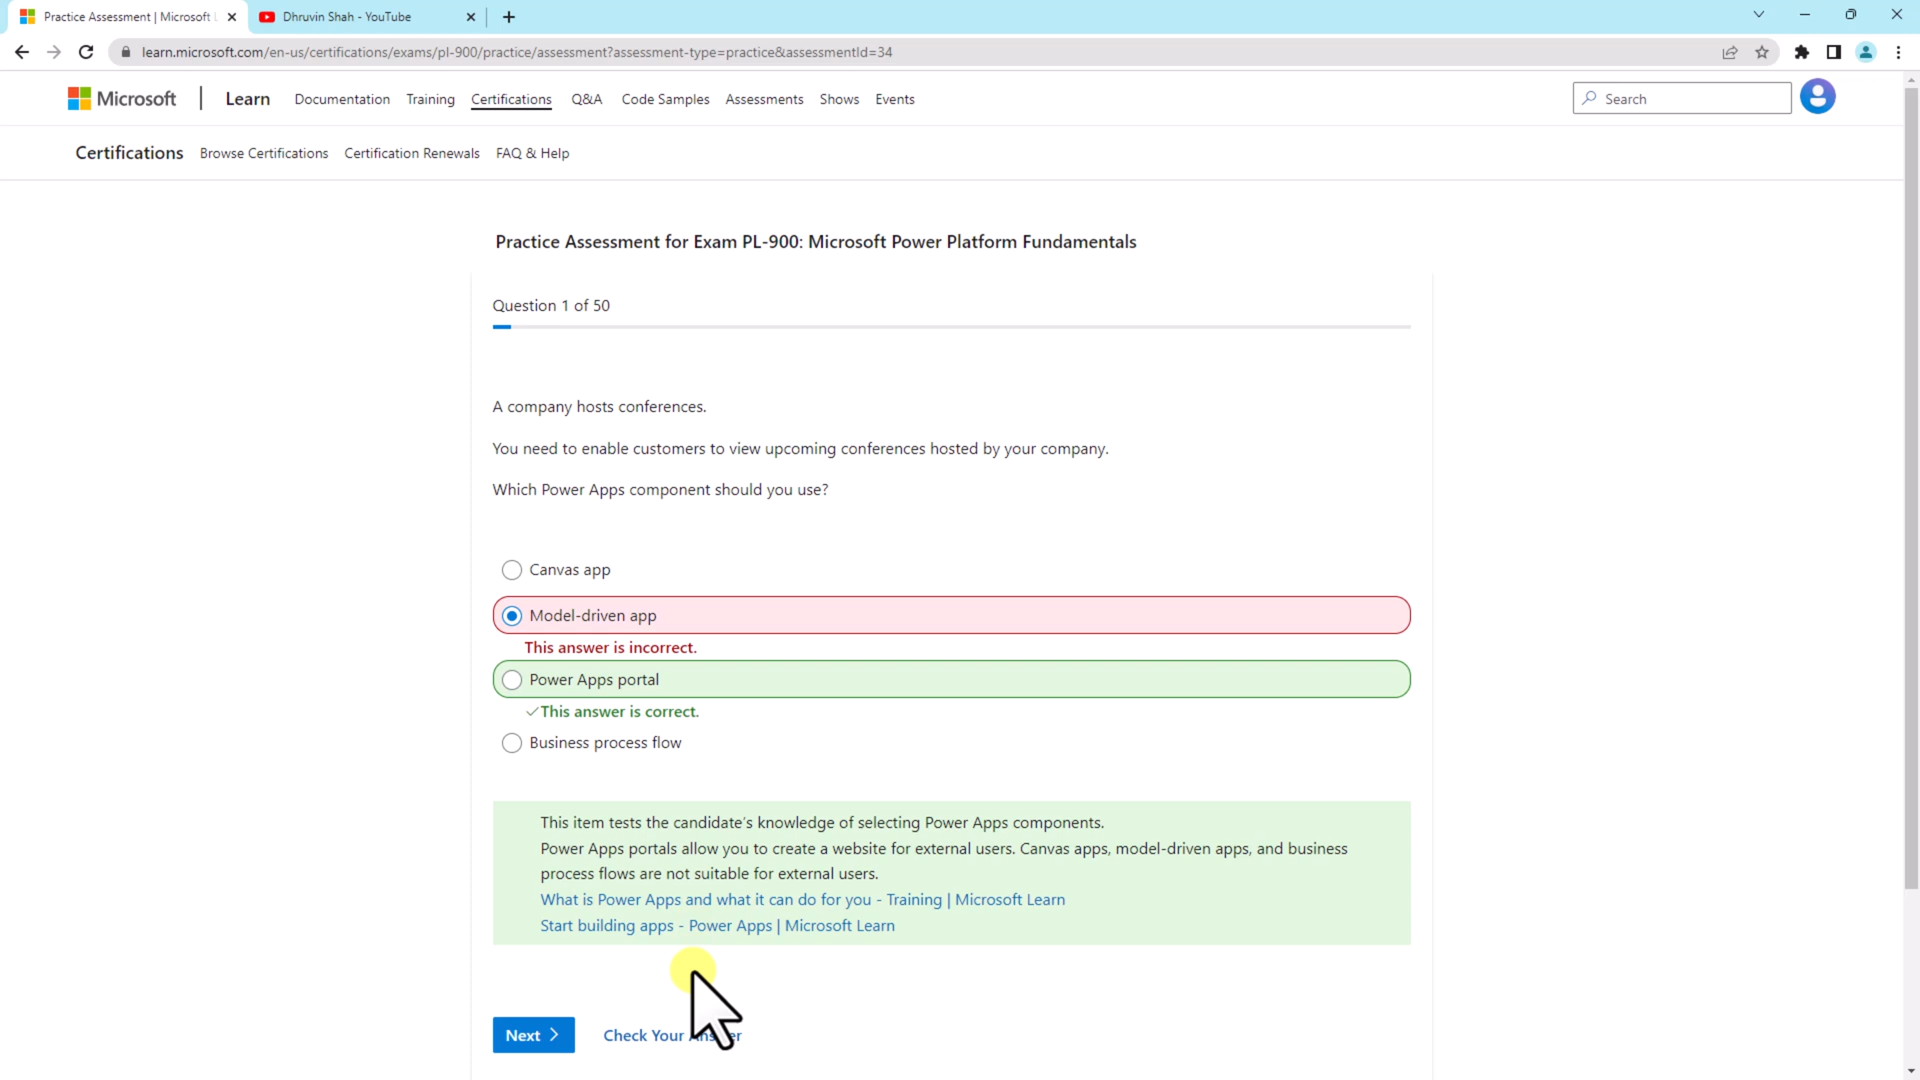 Practice Assessment | Microsoft L
Dhruvin Shah - YouTube
learn.microsoft.com/en-us/certifications/exams/pl-900/practice/assessment?assessment-type=practice&assessmentId=34
Microsoft
Learn
Documentation
Training
Certifications
Q&A
Code Samples
Assessments
Shows
Events
Search
Certifications
Browse Certifications
Certification Renewals
FAQ & Help
Practice Assessment for Exam PL-900: Microsoft Power Platform Fundamentals
Question 1 of 50
A company hosts conferences.
You need to enable customers to view upcoming conferences hosted by your company.
Which Power Apps component should you use?
Canvas app
Model-driven app
This answer is incorrect.
Power Apps portal
This answer is correct.
Business process flow
This item tests the candidate's knowledge of selecting Power Apps components.
Power Apps portals allow you to create a website for external users. Canvas apps, model-driven apps, and business
process flows are not suitable for external users.
What is Power Apps and what it can do for you - Training | Microsoft Learn
Start building apps - Power Apps | Microsoft Learn
Next
Check Your Answer